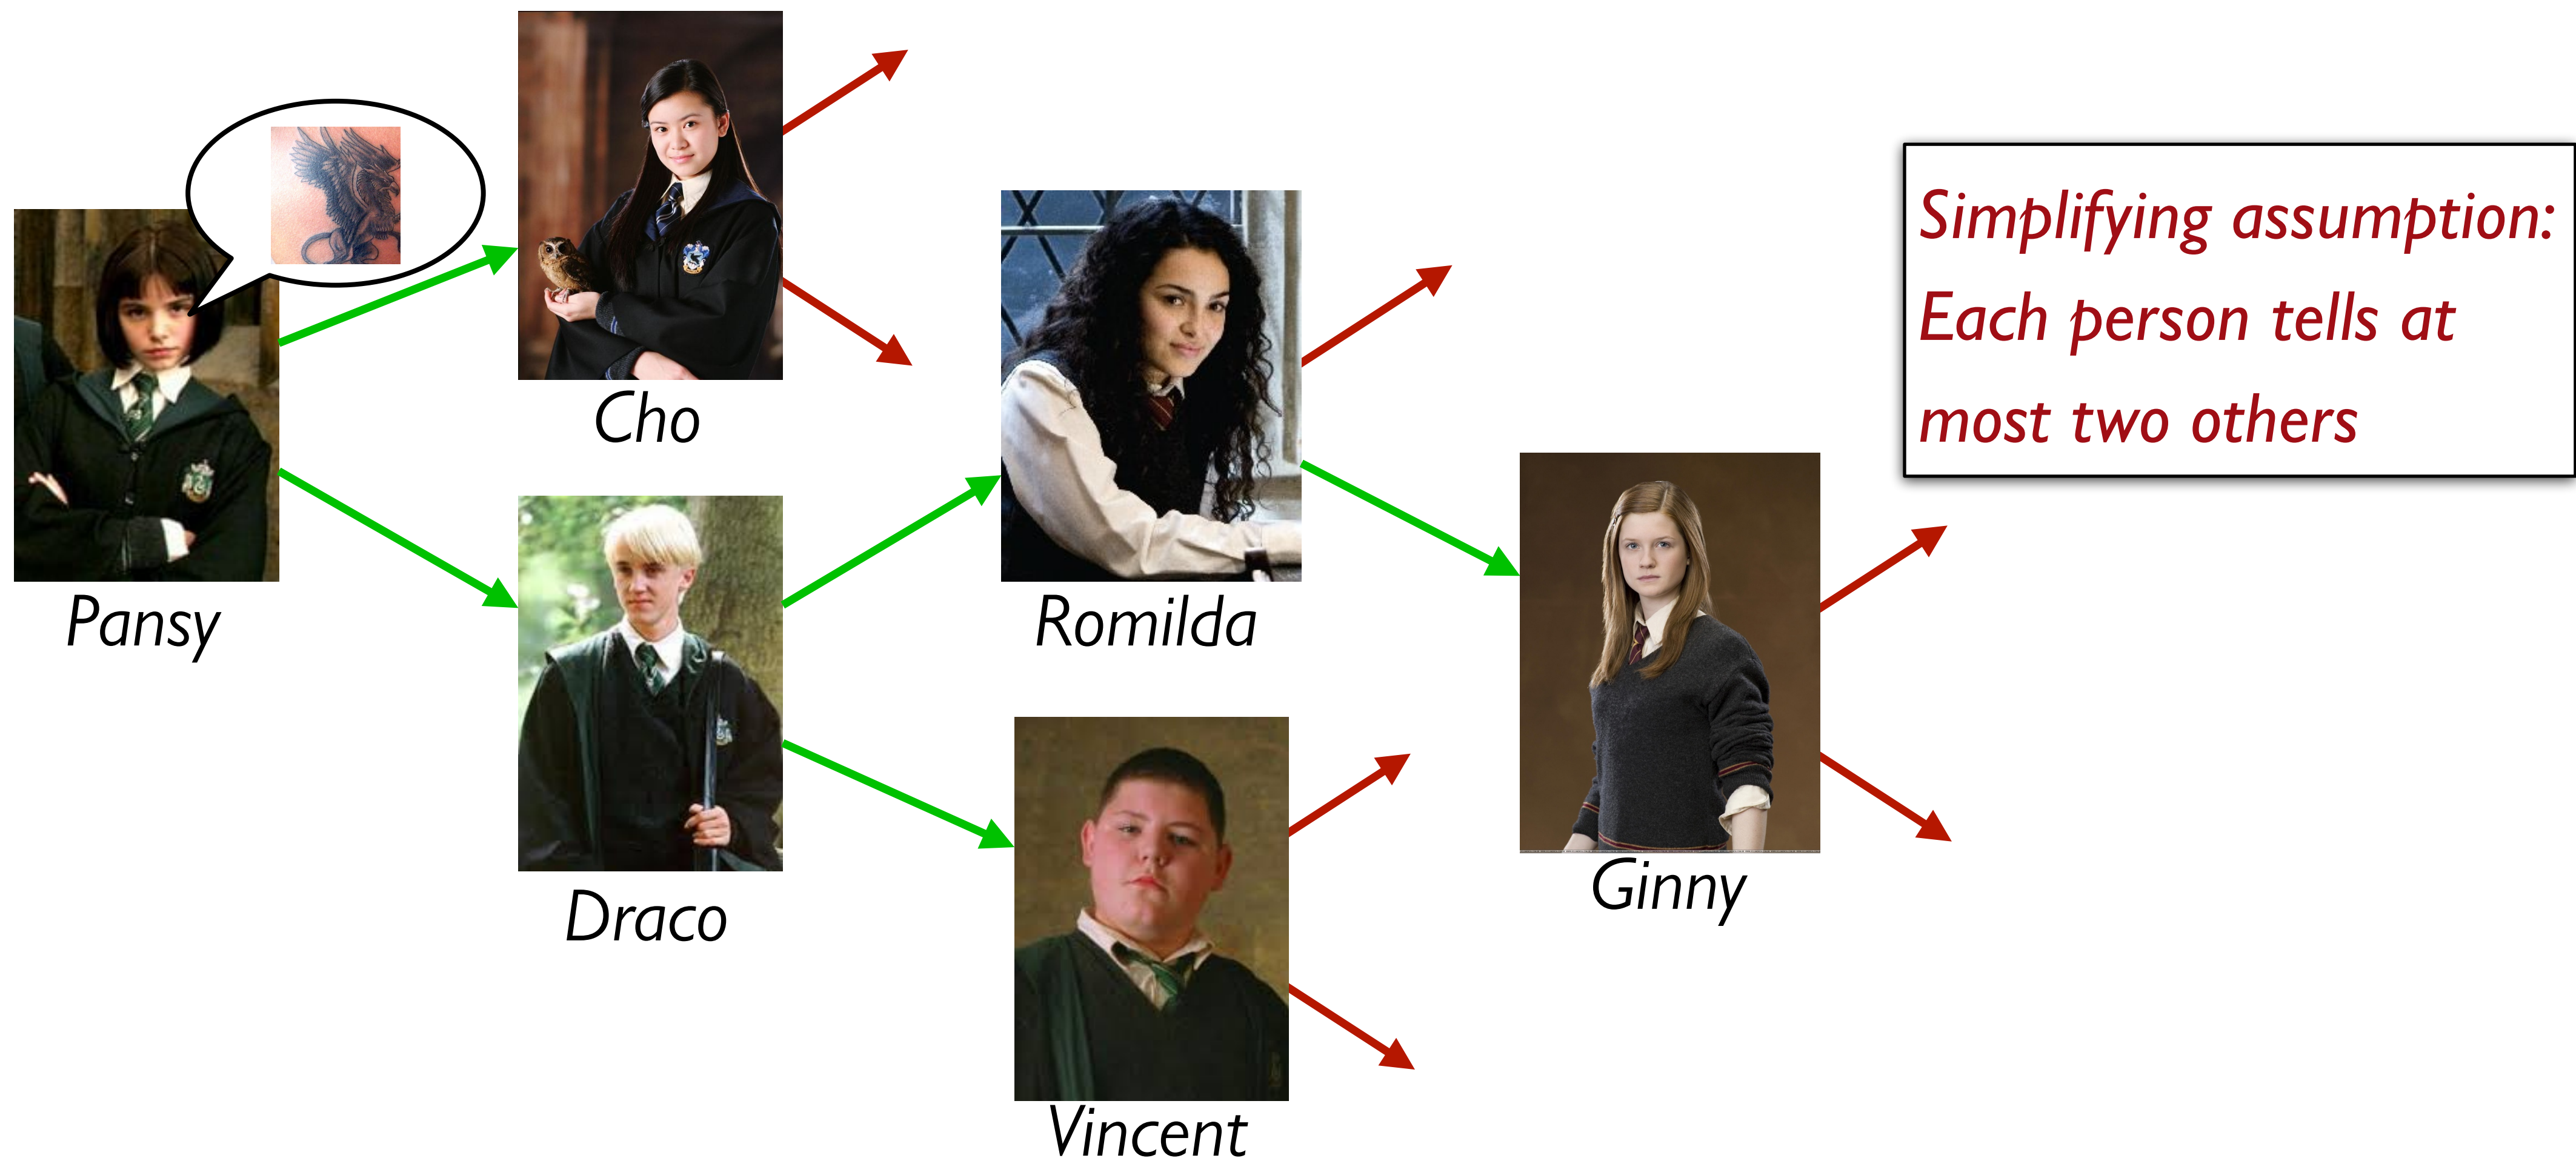 Pansy
Cho
Draco
Romilda
Vincent
Ginny
Simplifying assumption:
Each person tells at
most two others